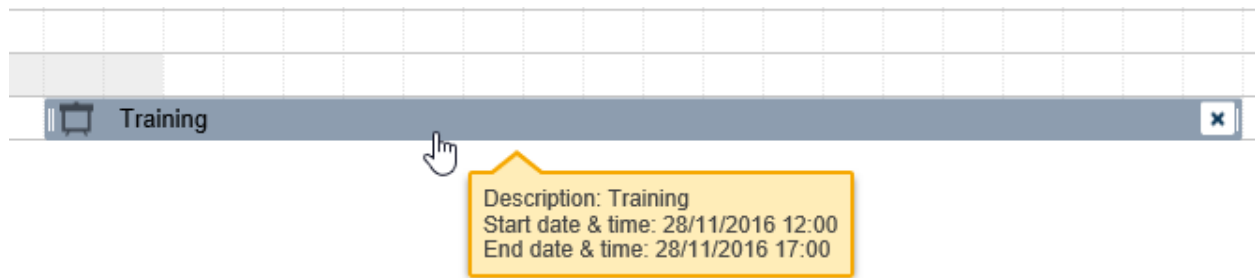 Training
Description: Training
Start date & time: 28/11/2016 12:00
End date & time: 28/11/2016 17:00